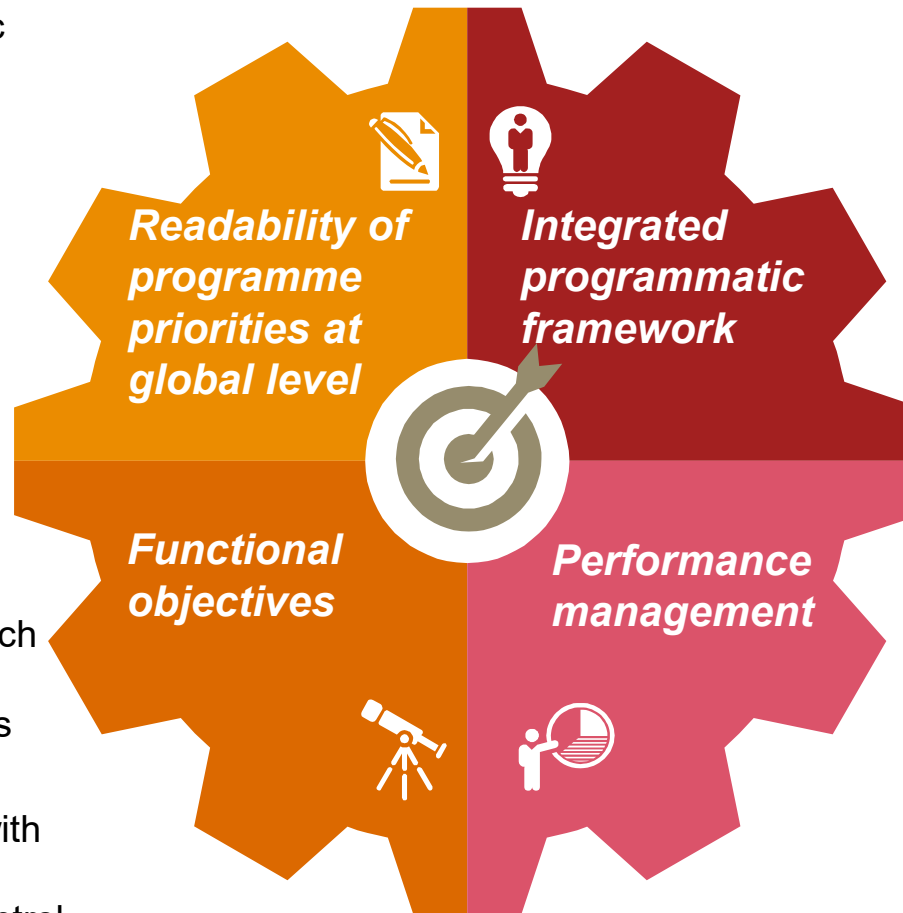 Readability of
programme
priorities at
global level
Integrated
programmatic
framework
Functional
objectives
Performance
management